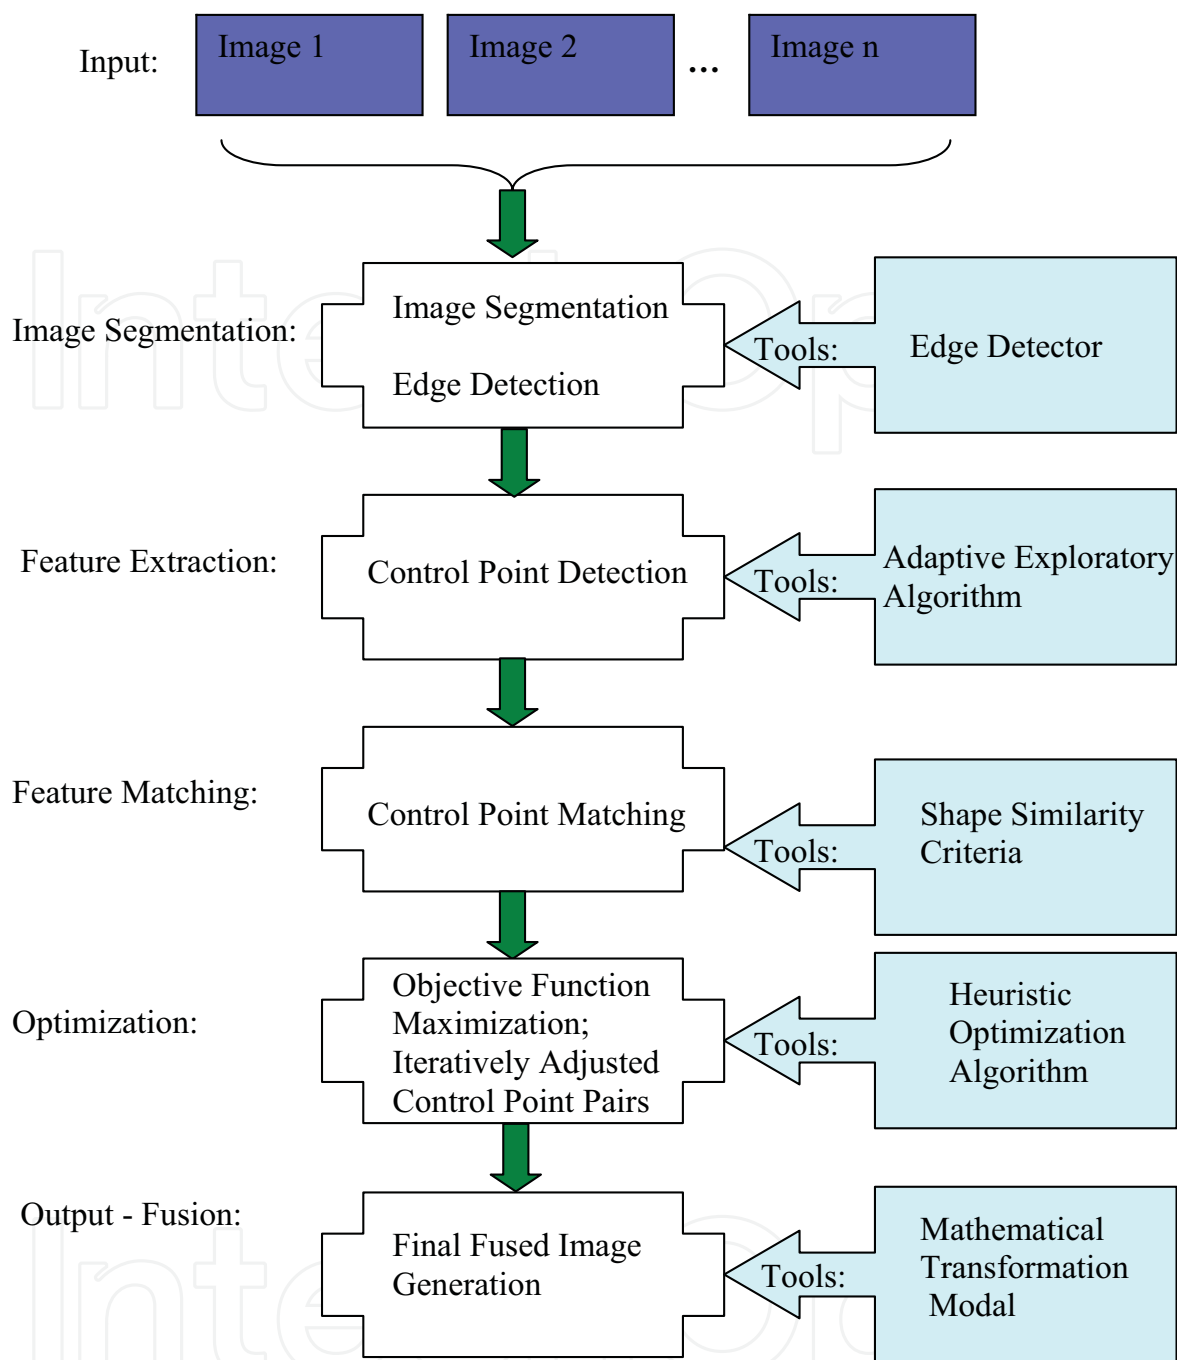 Input:
Image 1
Image 2
...
Image n
Image Segmentation:
Image Segmentation
Edge Detection
Tools:
Edge Detector
Feature Extraction:
Control Point Detection
Tools:
Adaptive Exploratory
Algorithm
Feature Matching:
Control Point Matching
Tools:
Shape Similarity
Criteria
Optimization:
Objective Function
Maximization;
Iteratively Adjusted
Control Point Pairs
Tools:
Heuristic
Optimization
Algorithm
Output - Fusion:
Final Fused Image
Generation
Tools:
Mathematical
Transformation
Modal